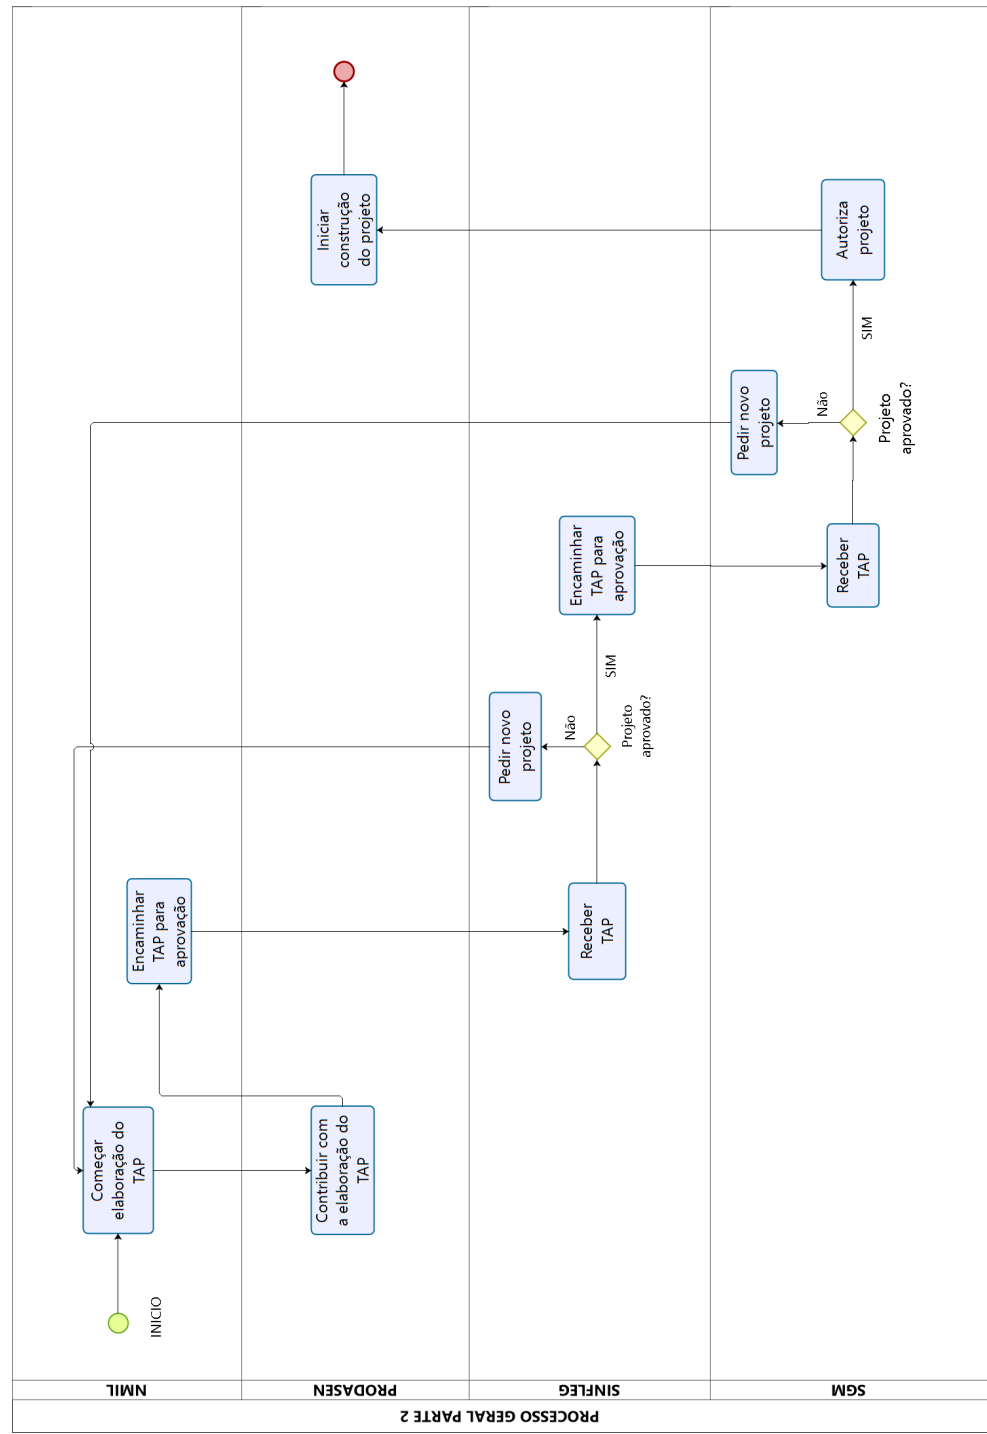 PROCESSO GERAL PARTE 2
NMIL
INICIO
Começar
elaboração do
TAP
Encaminhar
TAP para
aprovação
PRODASEN
Contribuir com
a elaboração do
TAP
Iniciar
construção
do projeto
SINFLEG
Receber
TAP
Pedir novo
projeto
Não
Projeto
aprovado?
SIM
Encaminhar
TAP para
aprovação
SGM
Receber
TAP
Pedir novo
projeto
Não
Projeto
aprovado?
SIM
Autoriza
projeto